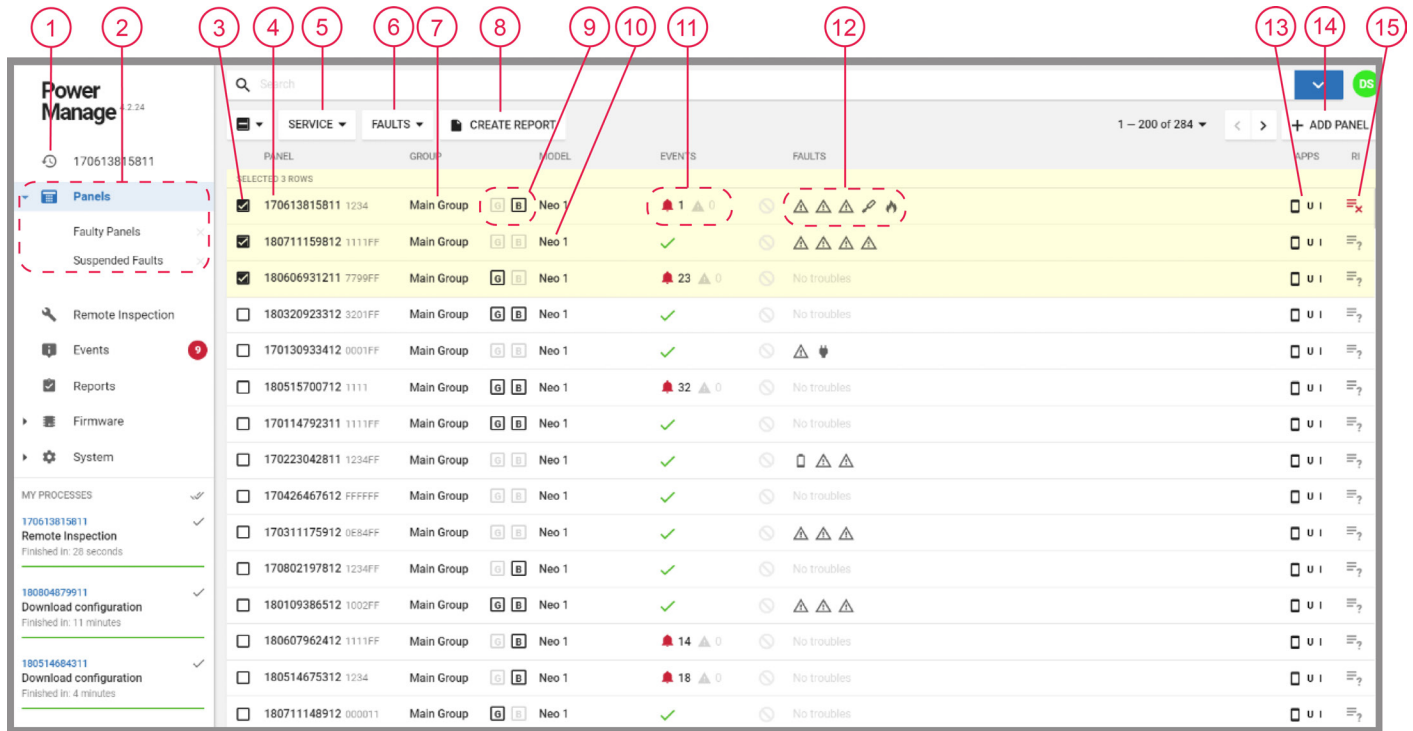 1 2 3 4 5 6 7 8 9 10 11 12 13 14 15
Power
Manage 4.2.24
Search
DS
SERVICE FAULTS CREATE REPORT 1 – 200 of 284 < > + ADD PANEL
170613815811
PANEL GROUP MODEL EVENTS FAULTS APPS RI
SELECTED 3 ROWS
Panels
Faulty Panels
Suspended Faults
Remote Inspection
Events 9
Reports
Firmware
System
MY PROCESSES
170613815811
Remote Inspection
Finished in: 28 seconds
180804879911
Download configuration
Finished in: 11 minutes
180514684311
Download configuration
Finished in: 4 minutes
170613815811 1234 Main Group G B Neo 1 1 0 U I
180711159812 1111FF Main Group G B Neo 1 U I ?
180606931211 7799FF Main Group G B Neo 1 23 0 No troubles U I ?
180320923312 3201FF Main Group G B Neo 1 No troubles U I ?
170130933412 0001FF Main Group G B Neo 1 U I ?
180515700712 1111 Main Group G B Neo 1 32 0 No troubles U I ?
170114792311 1111FF Main Group G B Neo 1 No troubles U I ?
170223042811 1234FF Main Group G B Neo 1 U I ?
170426467612 FFFFFF Main Group G B Neo 1 No troubles U I ?
170311175912 0E84FF Main Group G B Neo 1 U I ?
170802197812 1234FF Main Group G B Neo 1 No troubles U I ?
180109386512 1002FF Main Group G B Neo 1 U I ?
180607962412 1111FF Main Group G B Neo 1 14 0 No troubles U I ?
180514675312 1234 Main Group G B Neo 1 18 0 No troubles U I ?
180711148912 000011 Main Group G B Neo 1 No troubles U I ?